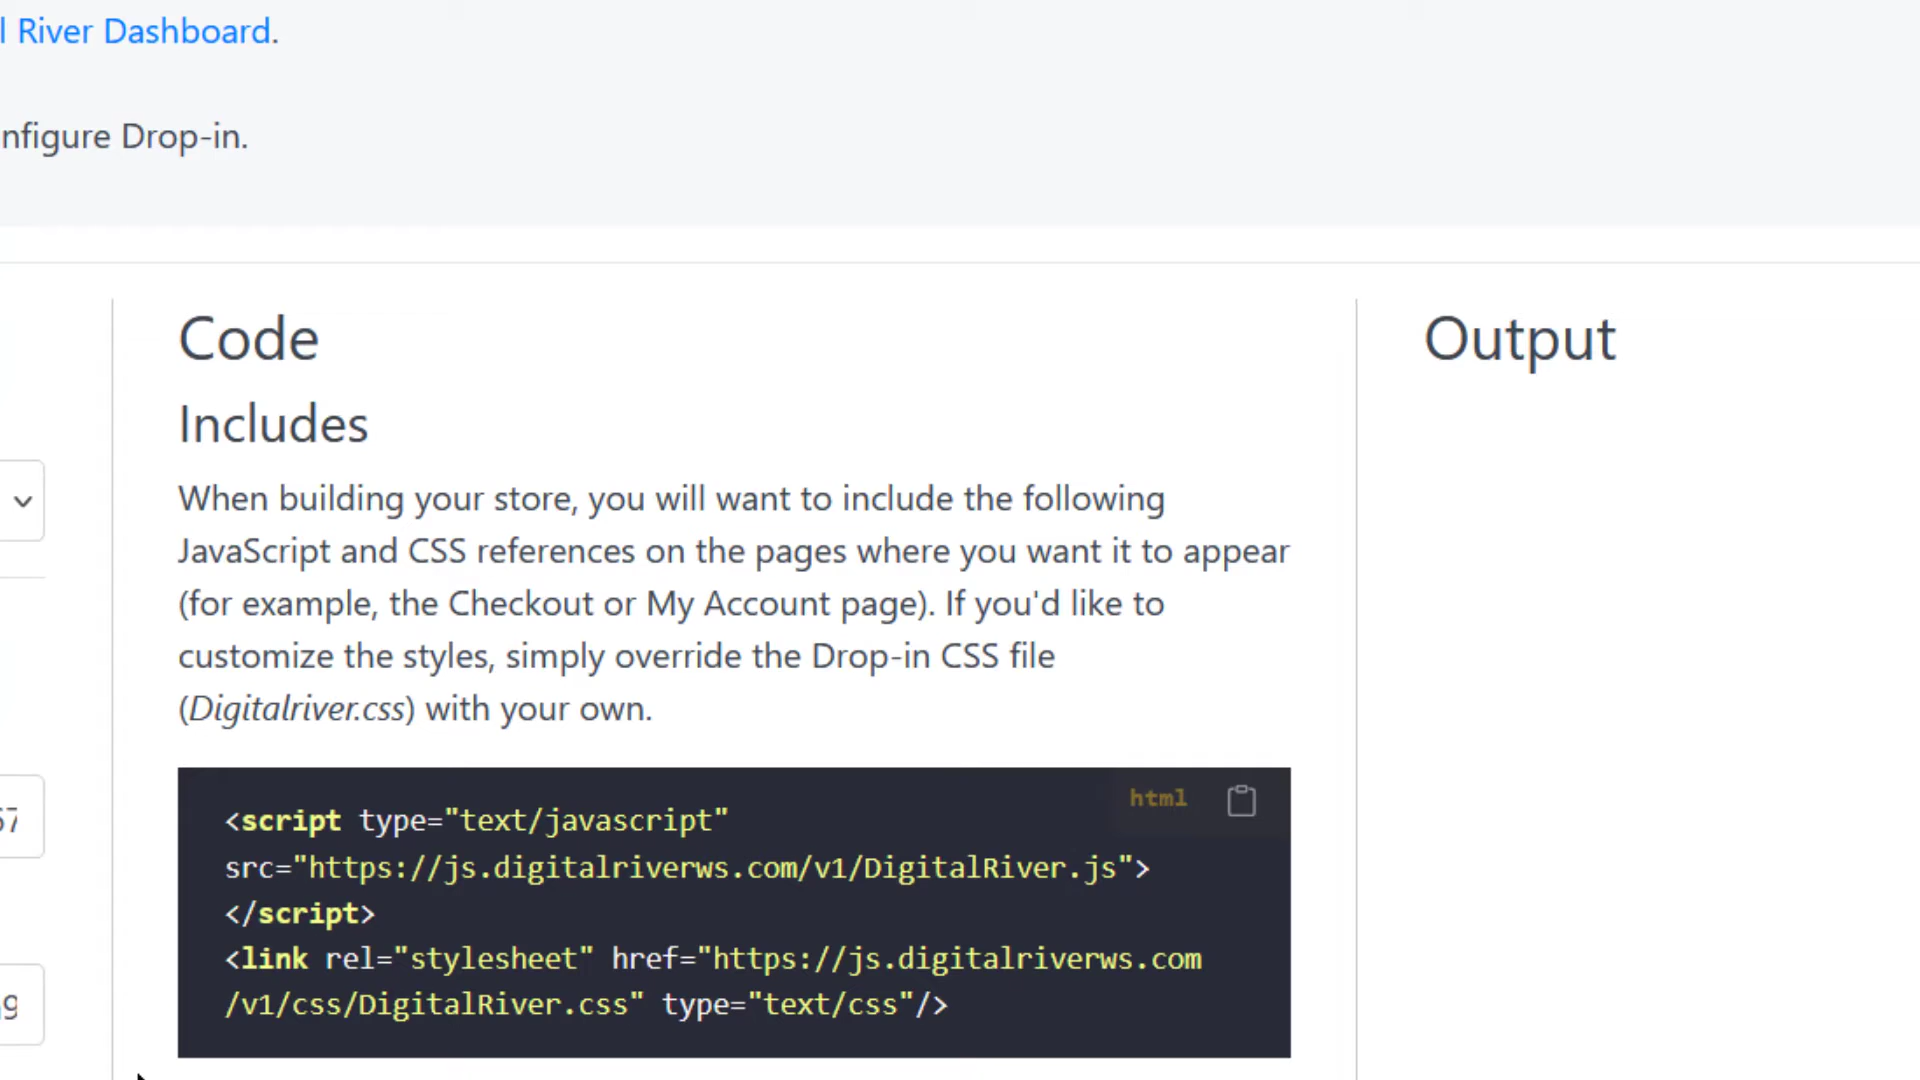 l River Dashboard.
nfigure Drop-in.
Code
Includes
When building your store, you will want to include the following
JavaScript and CSS references on the pages where you want it to appear
(for example, the Checkout or My Account page). If you'd like to
customize the styles, simply override the Drop-in CSS file
(Digitalriver.css) with your own.
html
<script type="text/javascript"
src="https://js.digitalriverws.com/v1/DigitalRiver.js">
</script>
<link rel="stylesheet" href="https://js.digitalriverws.com
/v1/css/DigitalRiver.css" type="text/css"/>
Output
57
9